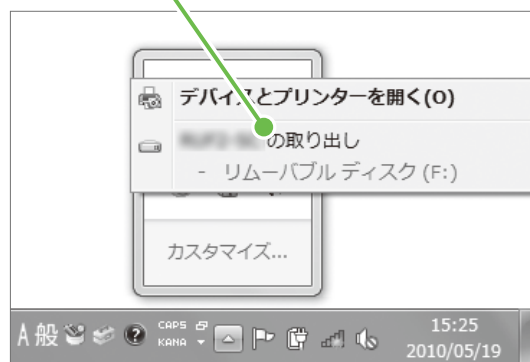 デバイスとプリンターを開く(O)
の取り出し
- リムーバブル ディスク (F:)
カスタマイズ...
A 般
CAPS
KANA
15:25
2010/05/19